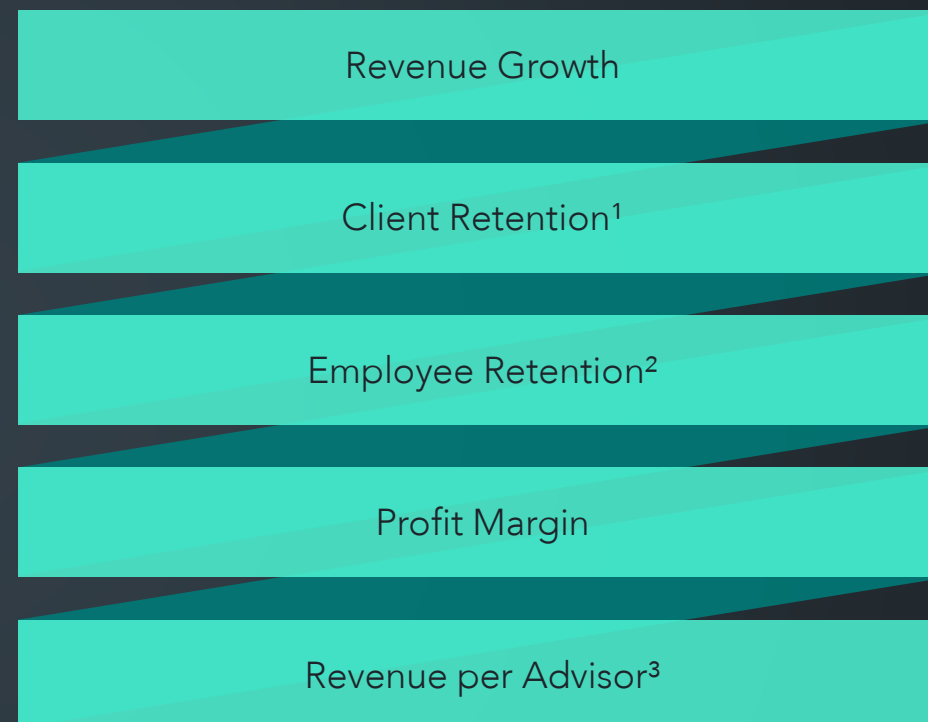 Revenue Growth
Client Retention¹
Employee Retention²
Profit Margin
Revenue per Advisor³